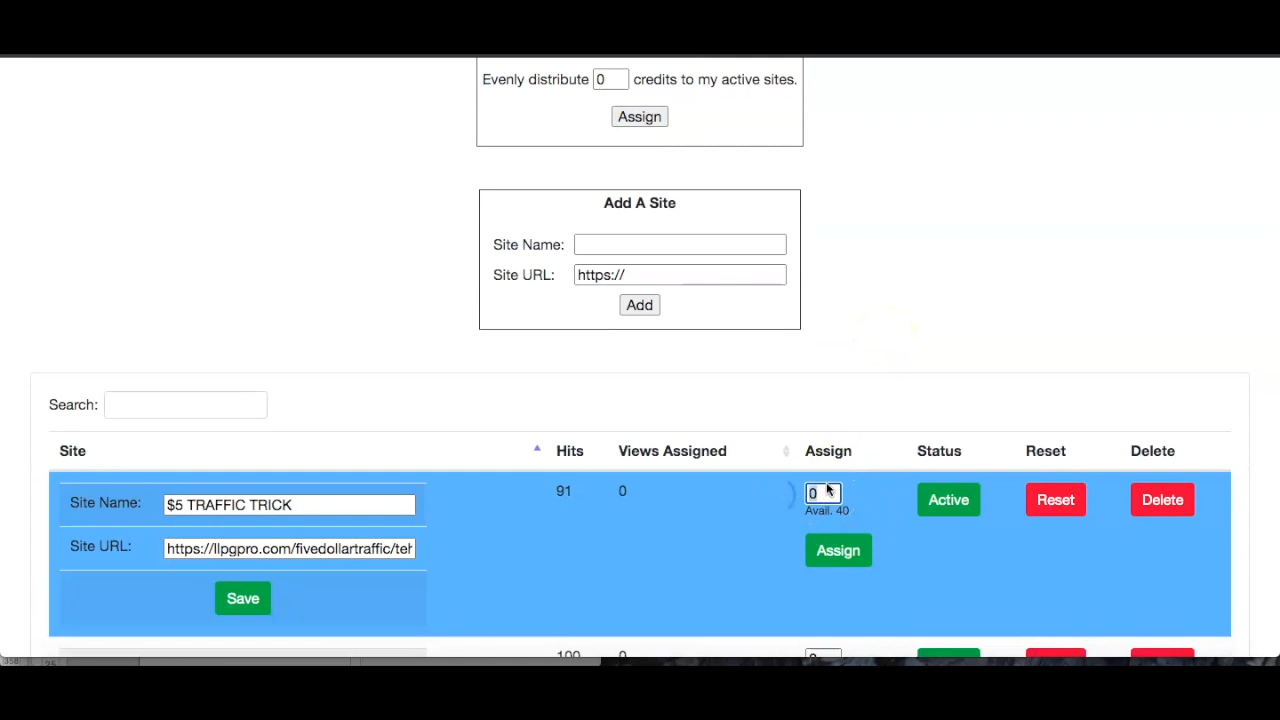 Evenly distribute 0 credits to my active sites.
Assign
Add A Site
Site Name:
Site URL: https://
Add
Search:
Site Hits Views Assigned Assign Status Reset Delete
Site Name: $5 TRAFFIC TRICK 91 0 0 Active Reset Delete
Avail. 40
Site URL: https://llpgpro.com/fivedollartraffic/teh Assign
Save
100 0